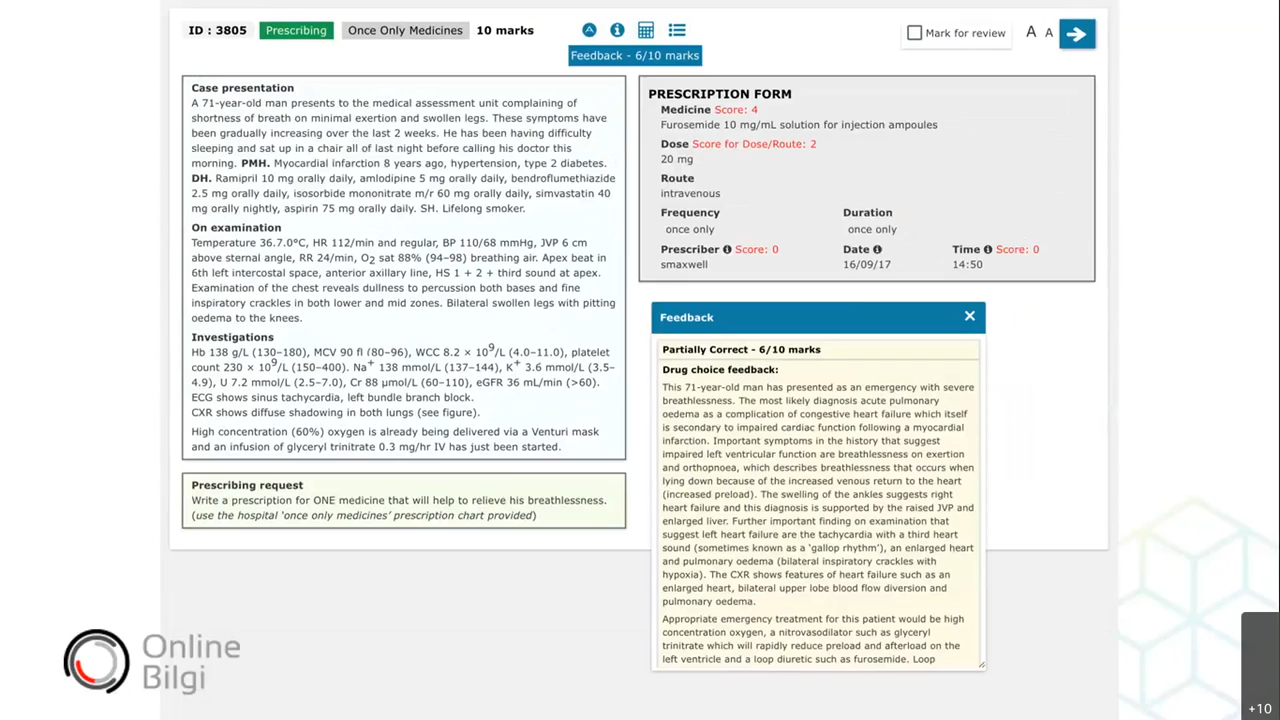 ID : 3805 Prescribing Once Only Medicines 10 marks
Mark for review A A
Feedback - 6/10 marks
Case presentation
A 71-year-old man presents to the medical assessment unit complaining of
shortness of breath on minimal exertion and swollen legs. These symptoms have
been gradually increasing over the last 2 weeks. He has been having difficulty
sleeping and sat up in a chair all of last night before calling his doctor this
morning. PMH. Myocardial infarction 8 years ago, hypertension, type 2 diabetes.
DH. Ramipril 10 mg orally daily, amlodipine 5 mg orally daily, bendroflumethiazide
2.5 mg orally daily, isosorbide mononitrate m/r 60 mg orally daily, simvastatin 40
mg orally nightly, aspirin 75 mg orally daily. SH. Lifelong smoker.
On examination
Temperature 36.7.0°C, HR 112/min and regular, BP 110/68 mmHg, JVP 6 cm
above sternal angle, RR 24/min, O2 sat 88% (94–98) breathing air. Apex beat in
6th left intercostal space, anterior axillary line, HS 1 + 2 + third sound at apex.
Examination of the chest reveals dullness to percussion both bases and fine
inspiratory crackles in both lower and mid zones. Bilateral swollen legs with pitting
oedema to the knees.
Investigations
Hb 138 g/L (130–180), MCV 90 fl (80–96), WCC 8.2 × 10^9/L (4.0–11.0), platelet
count 230 × 10^9/L (150–400). Na+ 138 mmol/L (137–144), K+ 3.6 mmol/L (3.5–
4.9), U 7.2 mmol/L (2.5–7.0), Cr 88 µmol/L (60–110), eGFR 36 mL/min (>60).
ECG shows sinus tachycardia, left bundle branch block.
CXR shows diffuse shadowing in both lungs (see figure).
High concentration (60%) oxygen is already being delivered via a Venturi mask
and an infusion of glyceryl trinitrate 0.3 mg/hr IV has just been started.
Prescribing request
Write a prescription for ONE medicine that will help to relieve his breathlessness.
(use the hospital ‘once only medicines’ prescription chart provided)
PRESCRIPTION FORM
Medicine Score: 4
Furosemide 10 mg/mL solution for injection ampoules
Dose Score for Dose/Route: 2
20 mg
Route
intravenous
Frequency Duration
once only once only
Prescriber Score: 0 Date Time Score: 0
smaxwell 16/09/17 14:50
Feedback
Partially Correct - 6/10 marks
Drug choice feedback:
This 71-year-old man has presented as an emergency with severe
breathlessness. The most likely diagnosis acute pulmonary
oedema as a complication of congestive heart failure which itself
is secondary to impaired cardiac function following a myocardial
infarction. Important symptoms in the history that suggest
impaired left ventricular function are breathlessness on exertion
and orthopnoea, which describes breathlessness that occurs when
lying down because of the increased venous return to the heart
(increased preload). The swelling of the ankles suggests right
heart failure and this diagnosis is supported by the raised JVP and
enlarged liver. Further important finding on examination that
suggest left heart failure are the tachycardia with a third heart
sound (sometimes known as a ‘gallop rhythm’), an enlarged heart
and pulmonary oedema (bilateral inspiratory crackles with
hypoxia). The CXR shows features of heart failure such as an
enlarged heart, bilateral upper lobe blood flow diversion and
pulmonary oedema.
Appropriate emergency treatment for this patient would be high
concentration oxygen, a nitrovasodilator such as glyceryl
trinitrate which will rapidly reduce preload and afterload on the
left ventricle and a loop diuretic such as furosemide. Loop
Online
Bilgi
+10